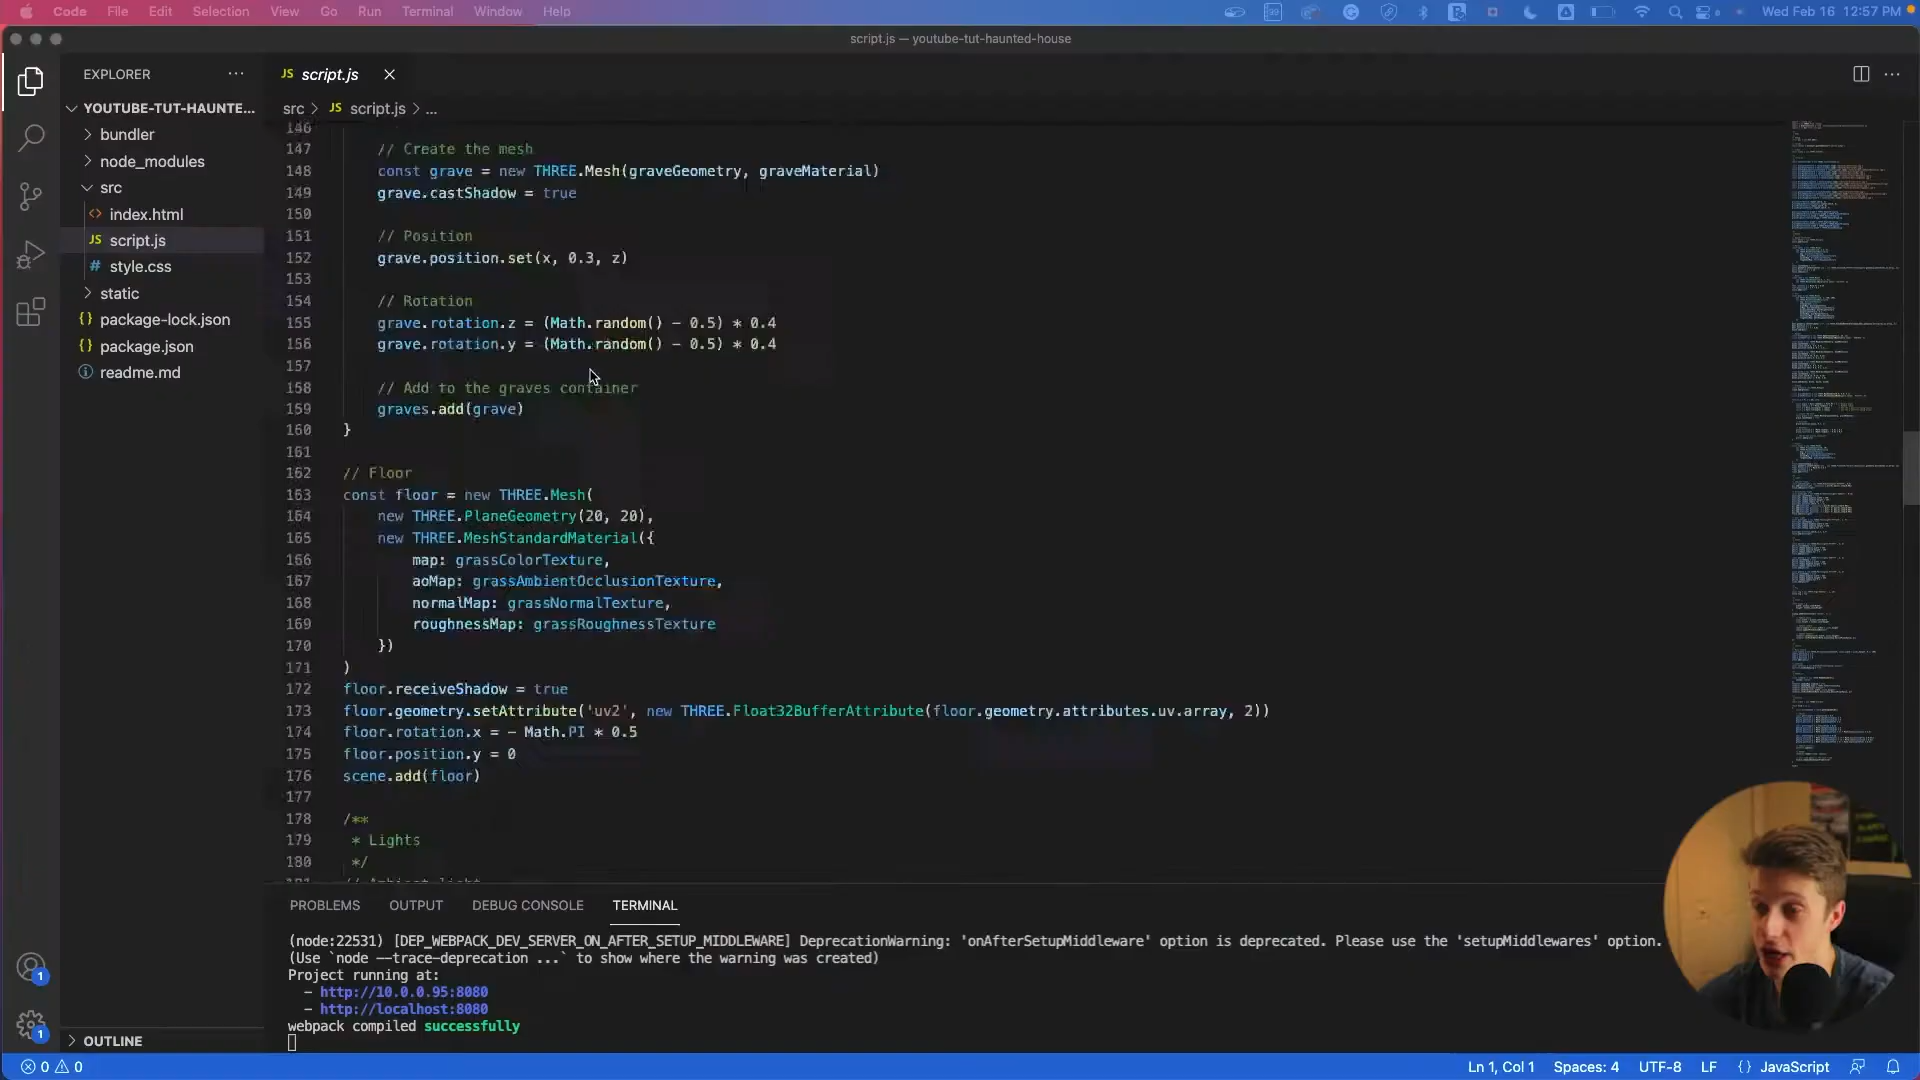 Code File Edit Selection View Go Run Terminal Window Help
Wed Feb 16 12:57 PM
script.js — youtube-tut-haunted-house
EXPLORER
YOUTUBE-TUT-HAUNTE...
bundler
node_modules
src
index.html
script.js
style.css
static
package-lock.json
package.json
readme.md
OUTLINE
JS script.js
src > JS script.js > ...
146
147 // Create the mesh
148 const grave = new THREE.Mesh(graveGeometry, graveMaterial)
149 grave.castShadow = true
150
151 // Position
152 grave.position.set(x, 0.3, z)
153
154 // Rotation
155 grave.rotation.z = (Math.random() - 0.5) * 0.4
156 grave.rotation.y = (Math.random() - 0.5) * 0.4
157
158 // Add to the graves container
159 graves.add(grave)
160 }
161
162 // Floor
163 const floor = new THREE.Mesh(
164 new THREE.PlaneGeometry(20, 20),
165 new THREE.MeshStandardMaterial({
166 map: grassColorTexture,
167 aoMap: grassAmbientOcclusionTexture,
168 normalMap: grassNormalTexture,
169 roughnessMap: grassRoughnessTexture
170 })
171 )
172 floor.receiveShadow = true
173 floor.geometry.setAttribute('uv2', new THREE.Float32BufferAttribute(floor.geometry.attributes.uv.array, 2))
174 floor.rotation.x = - Math.PI * 0.5
175 floor.position.y = 0
176 scene.add(floor)
177
178 /**
179 * Lights
180 */
181 // Ambient light
PROBLEMS OUTPUT DEBUG CONSOLE TERMINAL
(node:22531) [DEP_WEBPACK_DEV_SERVER_ON_AFTER_SETUP_MIDDLEWARE] DeprecationWarning: 'onAfterSetupMiddleware' option is deprecated. Please use the 'setupMiddlewares' option.
(Use `node --trace-deprecation ...` to show where the warning was created)
Project running at:
- http://10.0.0.95:8080
- http://localhost:8080
webpack compiled successfully
1
1
0 0
Ln 1, Col 1 Spaces: 4 UTF-8 LF {} JavaScript